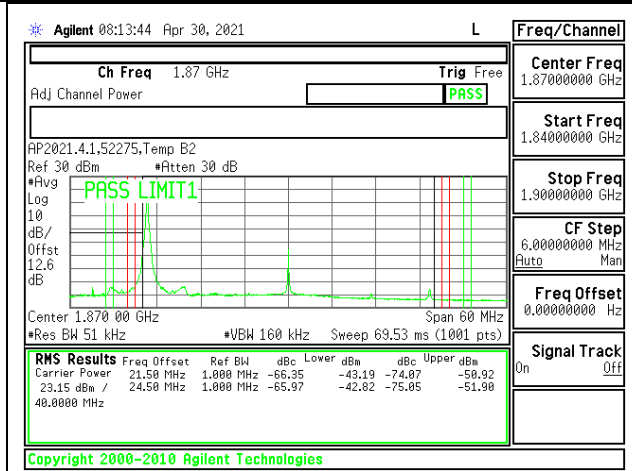 Agilent 08:13:44 Apr 30, 2021 L
Freq/Channel
Ch Freq 1.87 GHz Trig Free
Adj Channel Power PASS
Center Freq
1.87000000 GHz
Start Freq
1.84000000 GHz
AP2021.4.1,52275,Temp B2
Ref 30 dBm #Atten 30 dB
#Avg
Log
10
dB/
Offst
12.6
dB
PASS LIMIT1
Stop Freq
1.90000000 GHz
CF Step
6.00000000 MHz
Auto Man
Freq Offset
0.00000000 Hz
Center 1.870 00 GHz Span 60 MHz
#Res BW 51 kHz #VBW 160 kHz Sweep 69.53 ms (1001 pts)
Signal Track
On Off
RMS Results Freq Offset Ref BW dBc Lower dBm dBc Upper dBm
Carrier Power 21.50 MHz 1.000 MHz -66.35 -43.19 -74.07 -50.92
23.15 dBm / 24.50 MHz 1.000 MHz -65.97 -42.82 -75.05 -51.90
40.0000 MHz
Copyright 2000-2010 Agilent Technologies